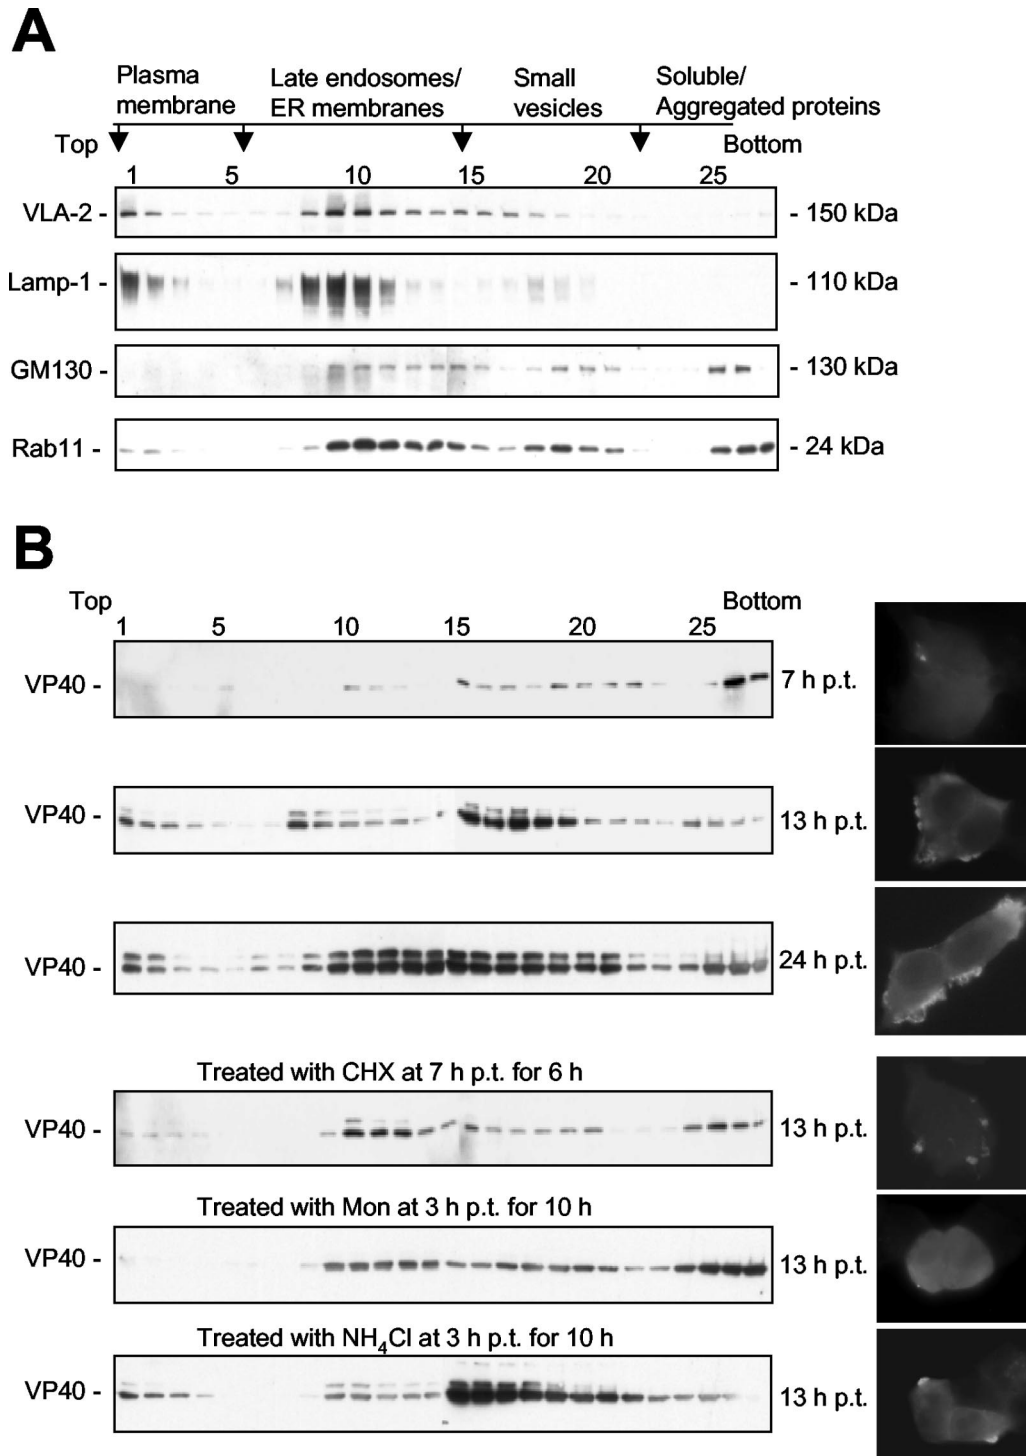 A
Plasma membrane
Late endosomes/ ER membranes
Small vesicles
Soluble/ Aggregated proteins
Top
Bottom
1 5 10 15 20 25
VLA-2 - - 150 kDa
Lamp-1 - - 110 kDa
GM130 - - 130 kDa
Rab11 - - 24 kDa
B
Top
Bottom
1 5 10 15 20 25
VP40 - 7 h p.t.
VP40 - 13 h p.t.
VP40 - 24 h p.t.
Treated with CHX at 7 h p.t. for 6 h
VP40 - 13 h p.t.
Treated with Mon at 3 h p.t. for 10 h
VP40 - 13 h p.t.
Treated with NH₄Cl at 3 h p.t. for 10 h
VP40 - 13 h p.t.